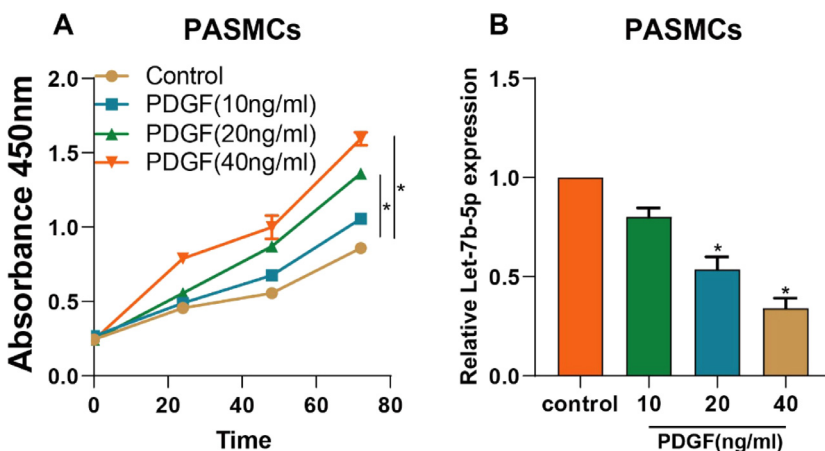 A
PASMCs
Absorbance 450nm
2.0
1.5
1.0
0.5
0.0
Control
PDGF(10ng/ml)
PDGF(20ng/ml)
PDGF(40ng/ml)
*
*
0
20
40
60
80
Time
B
PASMCs
Relative Let-7b-5p expression
1.5
1.0
0.5
0.0
*
*
control
10
20
40
PDGF(ng/ml)